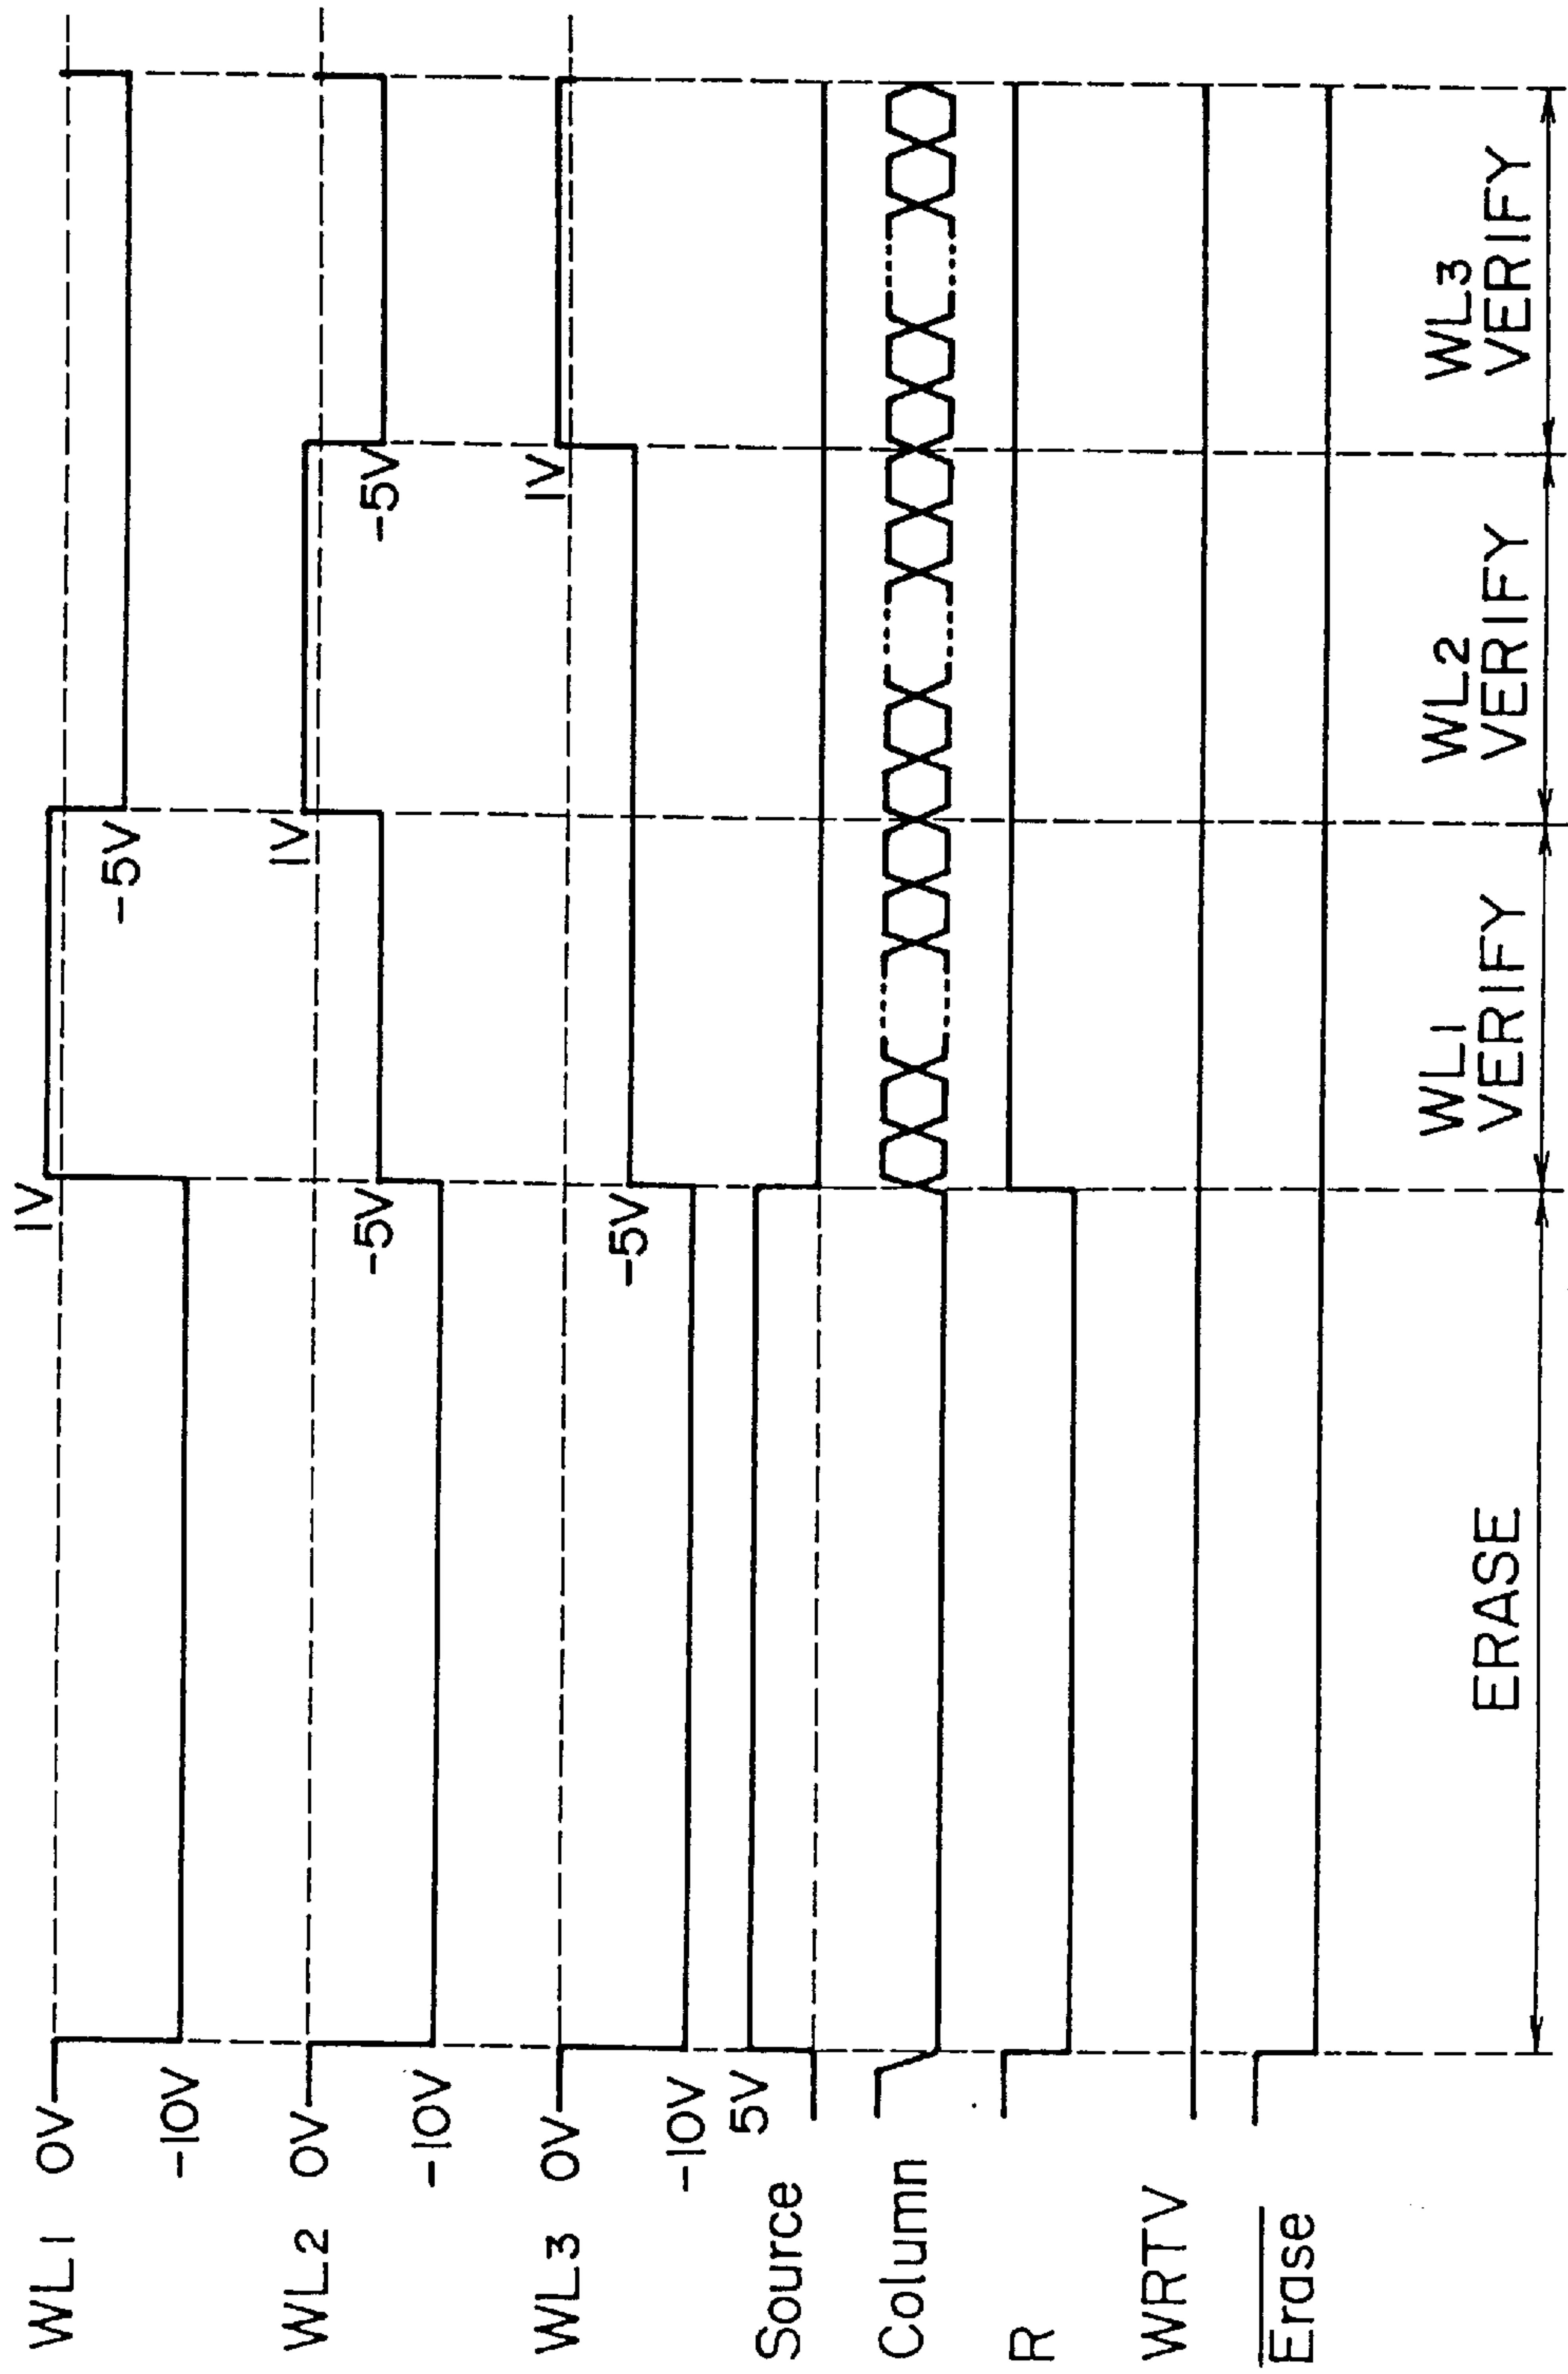 WL1 0V
-10V
1V
-5V
WL2 0V
-10V
-5V
1V
-5V
WL3 0V
-10V
-5V
1V
5V
Source
Column
R
WRTV
Erase
ERASE
WL1
VERIFY
WL2
VERIFY
WL3
VERIFY